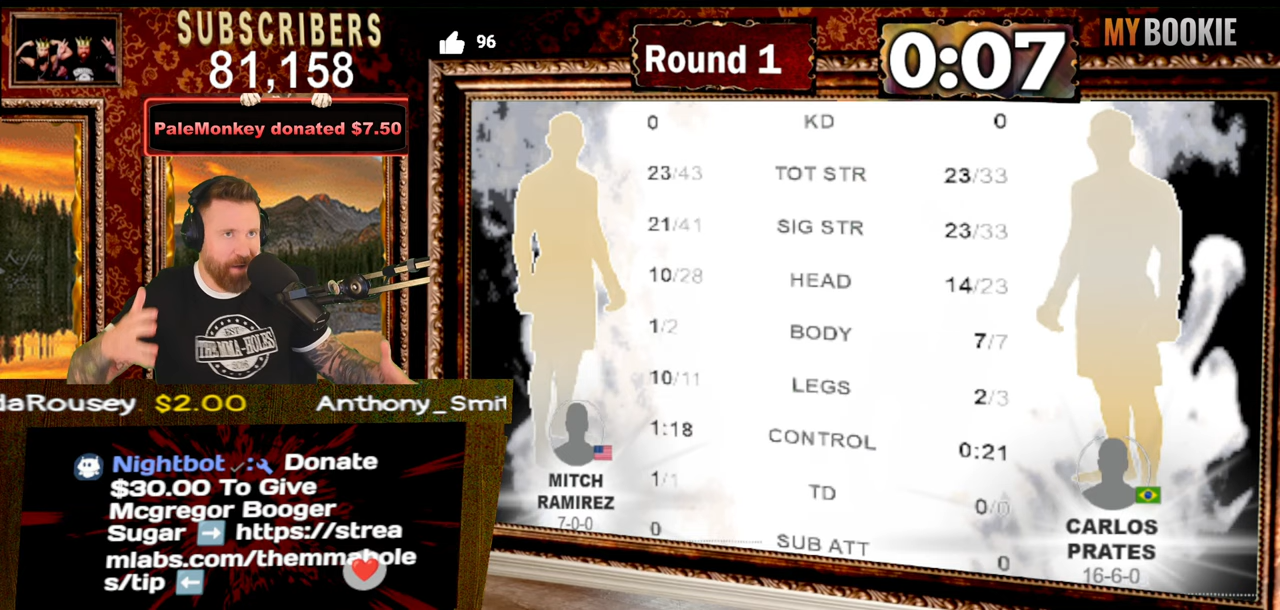 SUBSCRIBERS
81,158
96
Round 1
0:07
MYBOOKIE
PaleMonkey donated $7.50
0 KD 0
23/43 TOT STR 23/33
21/41 SIG STR 23/33
10/28 HEAD 14/23
1/2 BODY 7/7
10/11 LEGS 2/3
1:18 CONTROL 0:21
1/1 TD 0/0
0 SUB ATT 0
MITCH
RAMIREZ
7-0-0
CARLOS
PRATES
16-6-0
EST
THEMMA-HOLES
daRousey $2.00 Anthony_Smit
Nightbot : Donate
$30.00 To Give
Mcgregor Booger
Sugar ➡️ https://strea
mlabs.com/themmahole
s/tip ⬅️